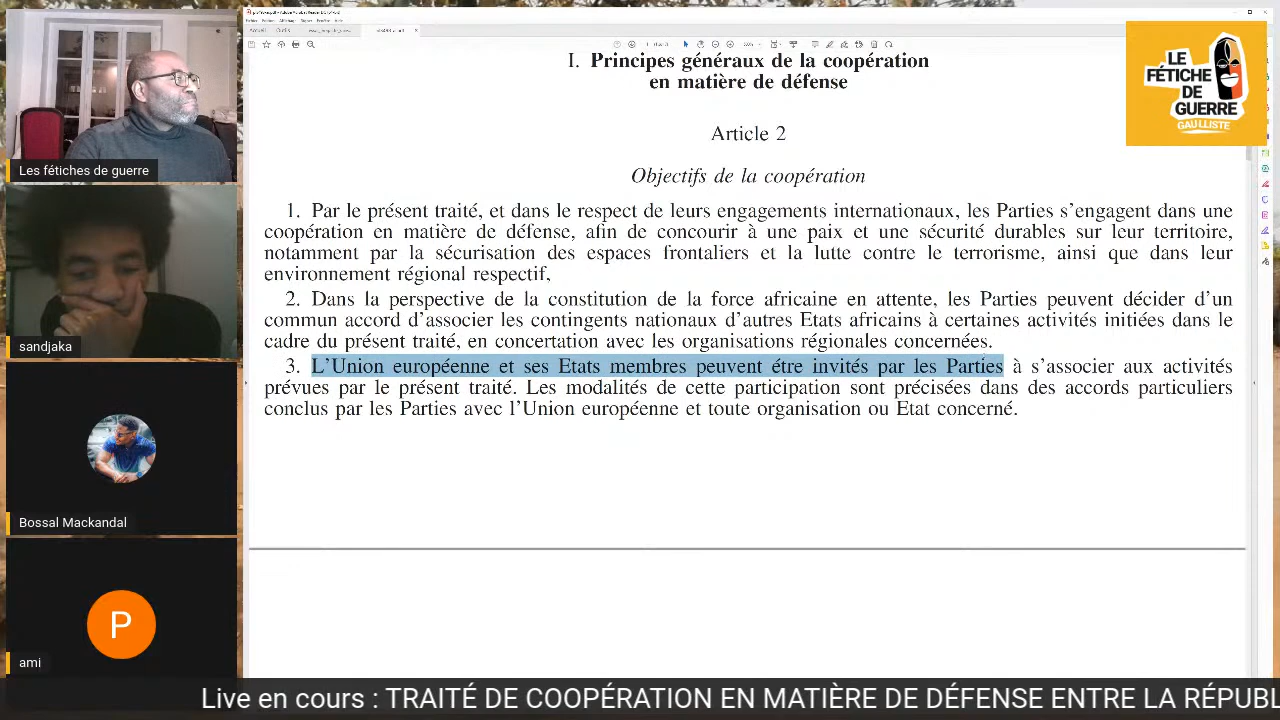 Les fétiches de guerre
sandjaka
Bossal Mackandal
P
ami
LE
FÉTICHE
DE
GUERRE
GAULLISTE
I. Principes généraux de la coopération
en matière de défense
Article 2
Objectifs de la coopération
1. Par le présent traité, et dans le respect de leurs engagements internationaux, les Parties s’engagent dans une
coopération en matière de défense, afin de concourir à une paix et une sécurité durables sur leur territoire,
notamment par la sécurisation des espaces frontaliers et la lutte contre le terrorisme, ainsi que dans leur
environnement régional respectif,
2. Dans la perspective de la constitution de la force africaine en attente, les Parties peuvent décider d’un
commun accord d’associer les contingents nationaux d’autres Etats africains à certaines activités initiées dans le
cadre du présent traité, en concertation avec les organisations régionales concernées.
3. L’Union européenne et ses Etats membres peuvent étre invités par les Parties à s’associer aux activités
prévues par le présent traité. Les modalités de cette participation sont précisées dans des accords particuliers
conclus par les Parties avec l’Union européenne et toute organisation ou Etat concerné.
Live en cours : TRAITÉ DE COOPÉRATION EN MATIÈRE DE DÉFENSE ENTRE LA RÉPUBL